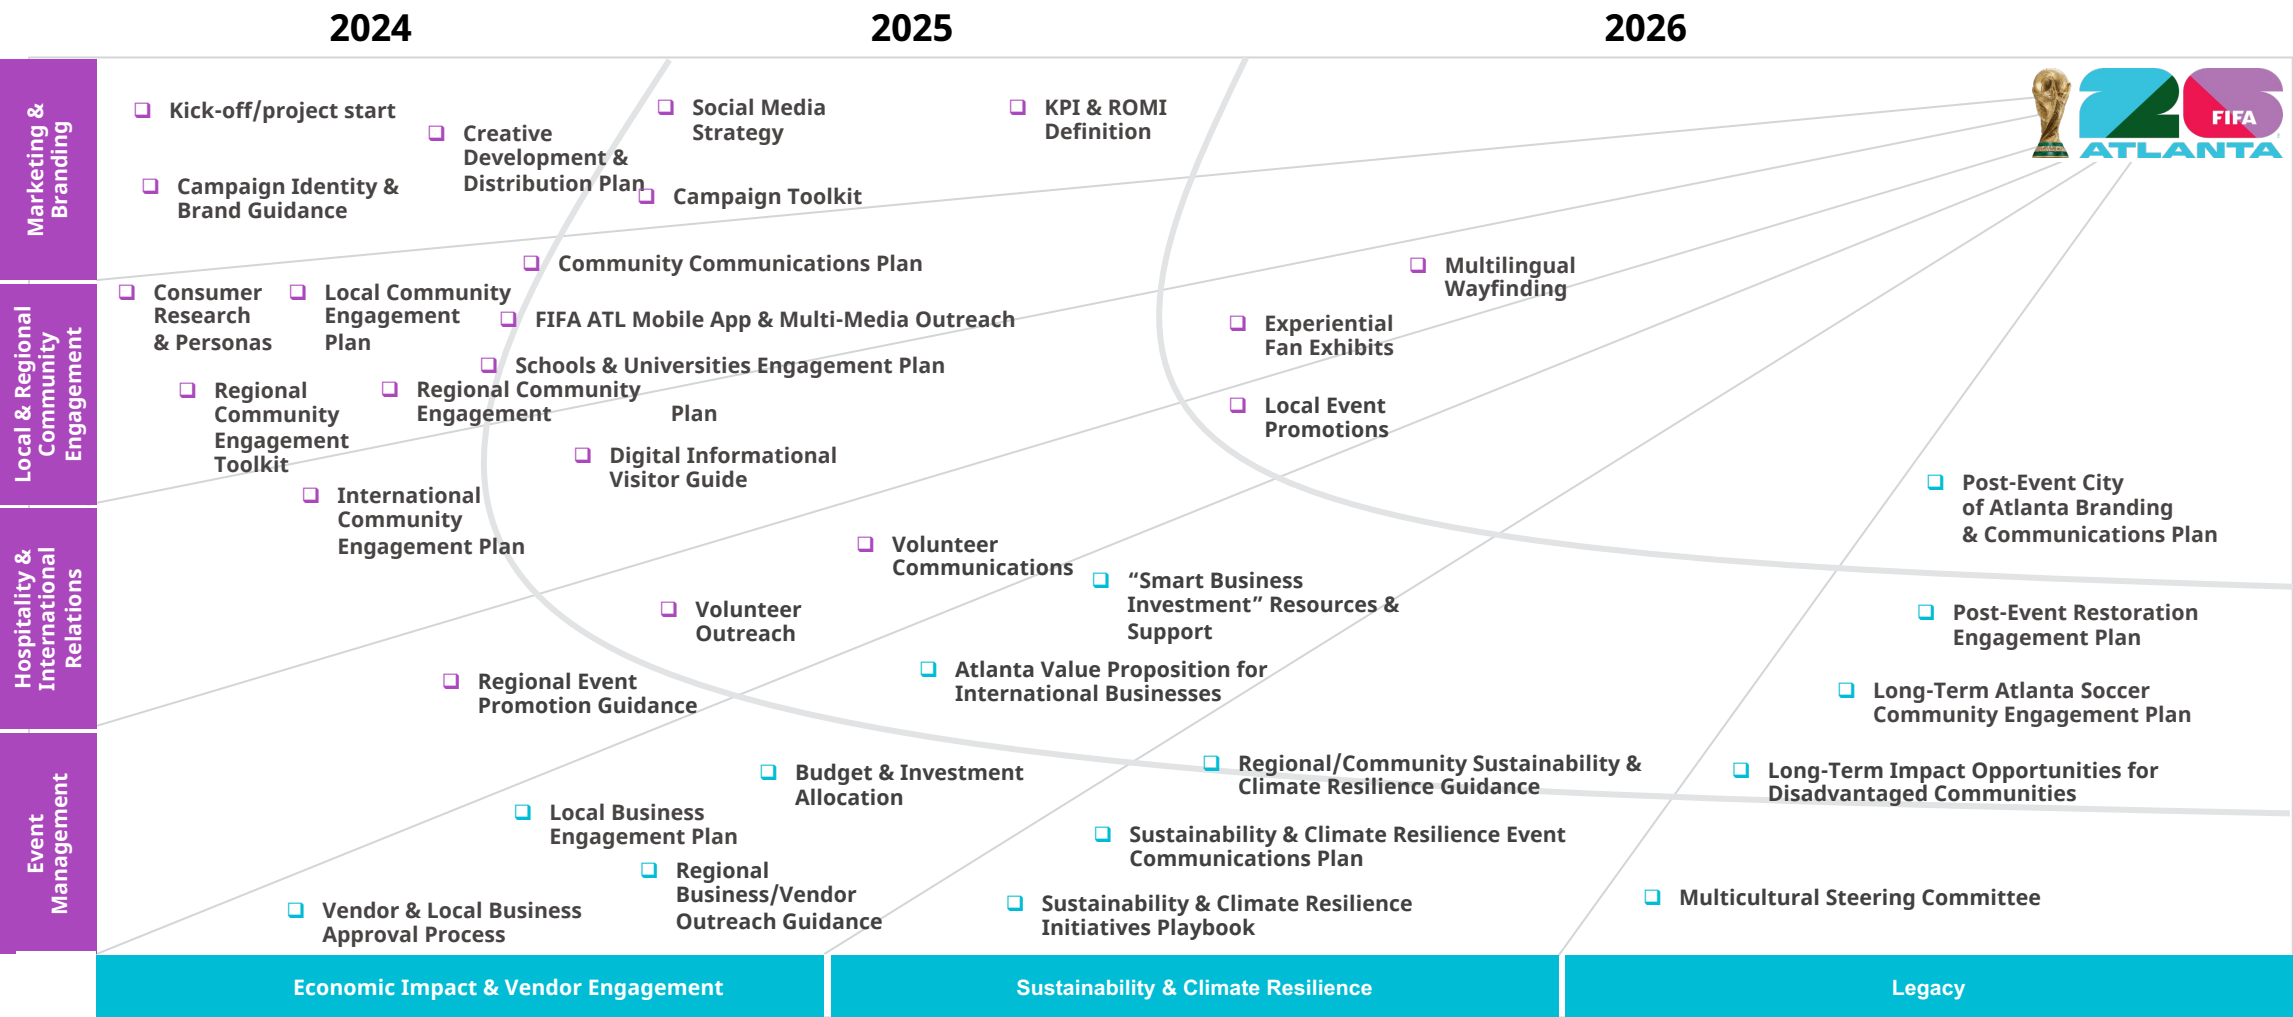 2024
2025
2026
Marketing &
Branding
Kick-off/project start
Campaign Identity &
Brand Guidance
Creative
Development &
Distribution Plan
Social Media
Strategy
Campaign Toolkit
KPI & ROMI
Definition
FIFA
ATLANTA
Local & Regional
Community
Engagement
Consumer
Research
& Personas
Local Community
Engagement
Plan
Community Communications Plan
FIFA ATL Mobile App & Multi-Media Outreach
Schools & Universities Engagement Plan
Regional
Community
Engagement
Toolkit
Regional Community
Engagement Plan
Multilingual
Wayfinding
Experiential
Fan Exhibits
Local Event
Promotions
Digital Informational
Visitor Guide
Hospitality &
International
Relations
International
Community
Engagement Plan
Volunteer
Communications
Volunteer
Outreach
Regional Event
Promotion Guidance
“Smart Business
Investment” Resources &
Support
Atlanta Value Proposition for
International Businesses
Post-Event City
of Atlanta Branding
& Communications Plan
Post-Event Restoration
Engagement Plan
Long-Term Atlanta Soccer
Community Engagement Plan
Event
Management
Budget & Investment
Allocation
Local Business
Engagement Plan
Regional
Business/Vendor
Outreach Guidance
Vendor & Local Business
Approval Process
Regional/Community Sustainability &
Climate Resilience Guidance
Sustainability & Climate Resilience Event
Communications Plan
Sustainability & Climate Resilience
Initiatives Playbook
Long-Term Impact Opportunities for
Disadvantaged Communities
Multicultural Steering Committee
Economic Impact & Vendor Engagement
Sustainability & Climate Resilience
Legacy